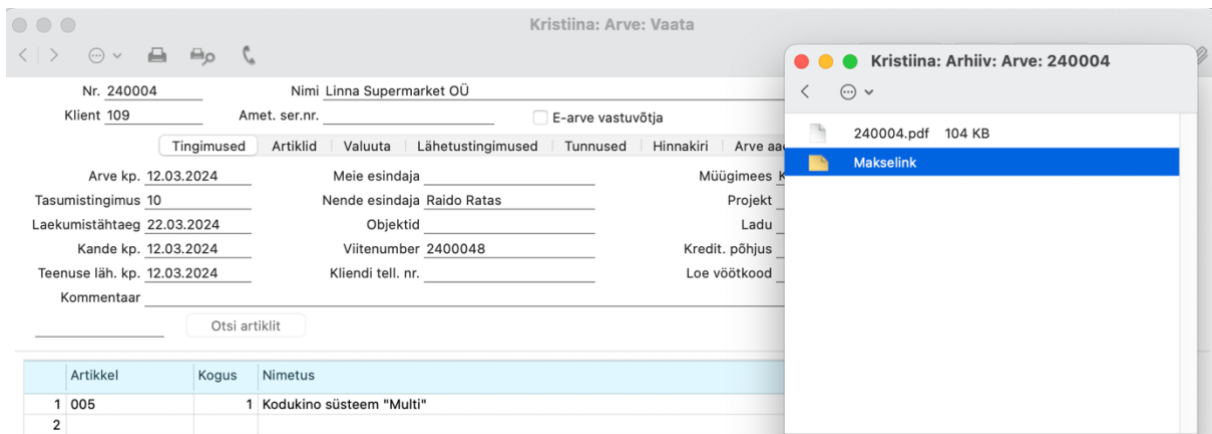 Kristiina: Arve: Vaata
Kristiina: Arhiiv: Arve: 240004
Nr. 240004 Nimi Linna Supermarket OÜ
Klient 109 Amet. ser.nr. E-arve vastuvõtja
240004.pdf 104 KB
Makselink
Tingimused Artiklid Valuuta Lähetustingimused Tunnused Hinnakiri Arve
Arve kp. 12.03.2024 Meie esindaja Müügimees
Tasumistingimus 10 Nende esindaja Raido Ratas Projekt
Laekumistähtaeg 22.03.2024 Objektid Ladu
Kande kp. 12.03.2024 Viitenumber 2400048 Kredit. põhjus
Teenuse läh. kp. 12.03.2024 Kliendi tell. nr. Loe vöötkood
Kommentaar
Otsi artiklit
Artikkel Kogus Nimetus
1 005 1 Kodukino süsteem "Multi"
2